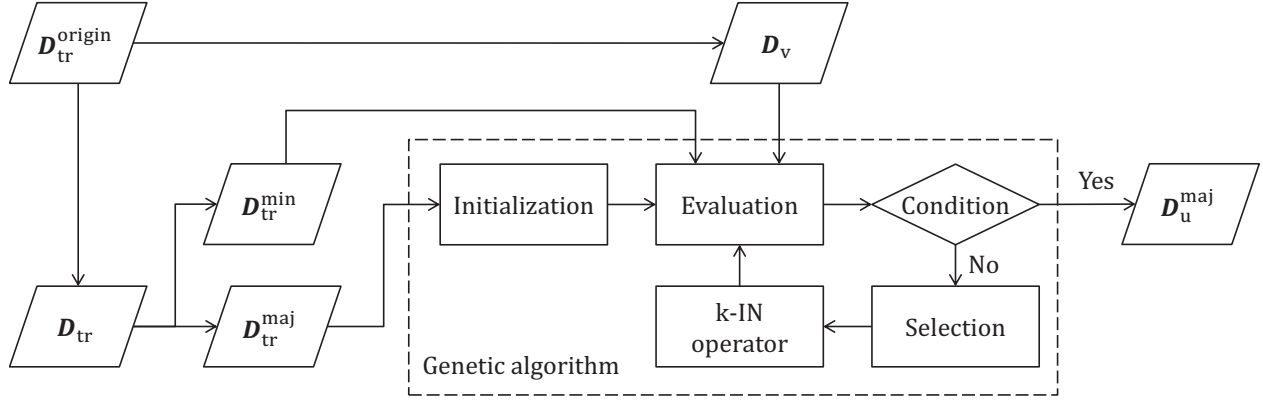 D_tr^origin
D_v
D_tr^min
Initialization
Evaluation
Condition
Yes
D_u^maj
No
D_tr
D_tr^maj
k-IN
operator
Selection
Genetic algorithm